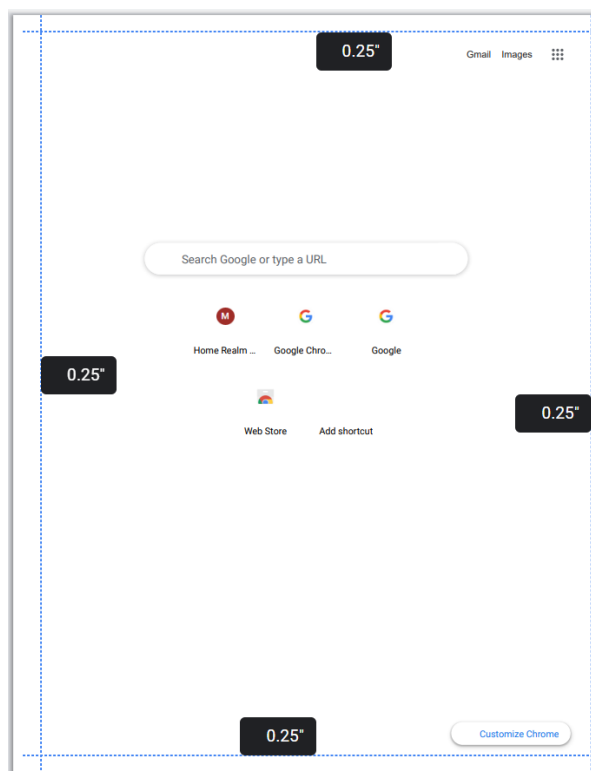 0.25"
Gmail Images
Search Google or type a URL
M
Home Realm ... Google Chro... Google
0.25"
0.25"
Web Store Add shortcut
0.25"
Customize Chrome